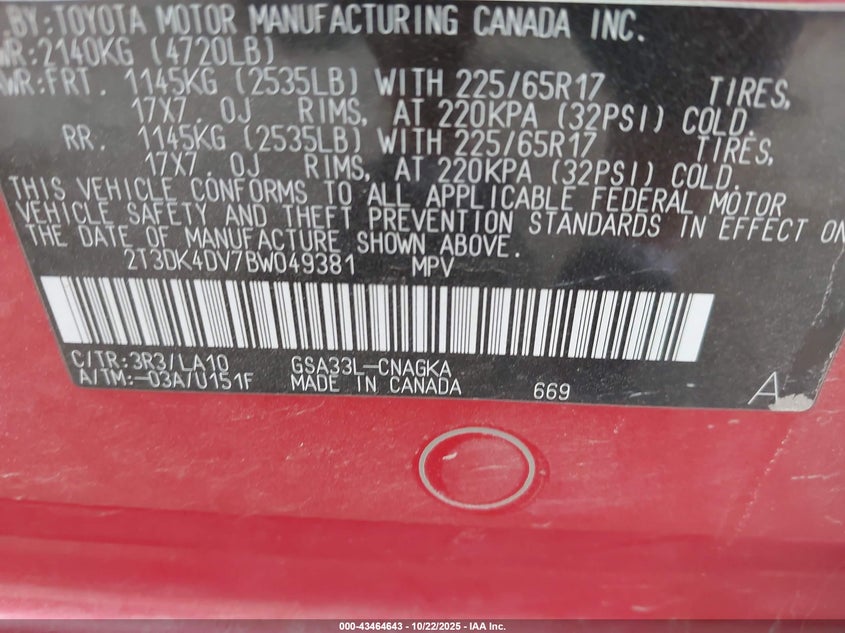 BY:TOYOTA MOTOR MANUFACTURING CANADA INC.
WR:2140KG (4720LB)
WR:FRT. 1145KG (2535LB) WITH 225/65R17 TIRES,
17X7.0J RIMS, AT 220KPA (32PSI) COLD.
RR. 1145KG (2535LB) WITH 225/65R17 TIRES,
17X7.0J RIMS, AT 220KPA (32PSI) COLD.
THIS VEHICLE CONFORMS TO ALL APPLICABLE FEDERAL MOTOR
VEHICLE SAFETY AND THEFT PREVENTION STANDARDS IN EFFECT ON
THE DATE OF MANUFACTURE SHOWN ABOVE.
2T3DK4DV7BW049381 MPV
C/TR:3R3/LA10 GSA33L-CNAGKA
A/TM:-03A/U151F MADE IN CANADA 669 A
000-43464643 - 10/22/2025 - IAA Inc.